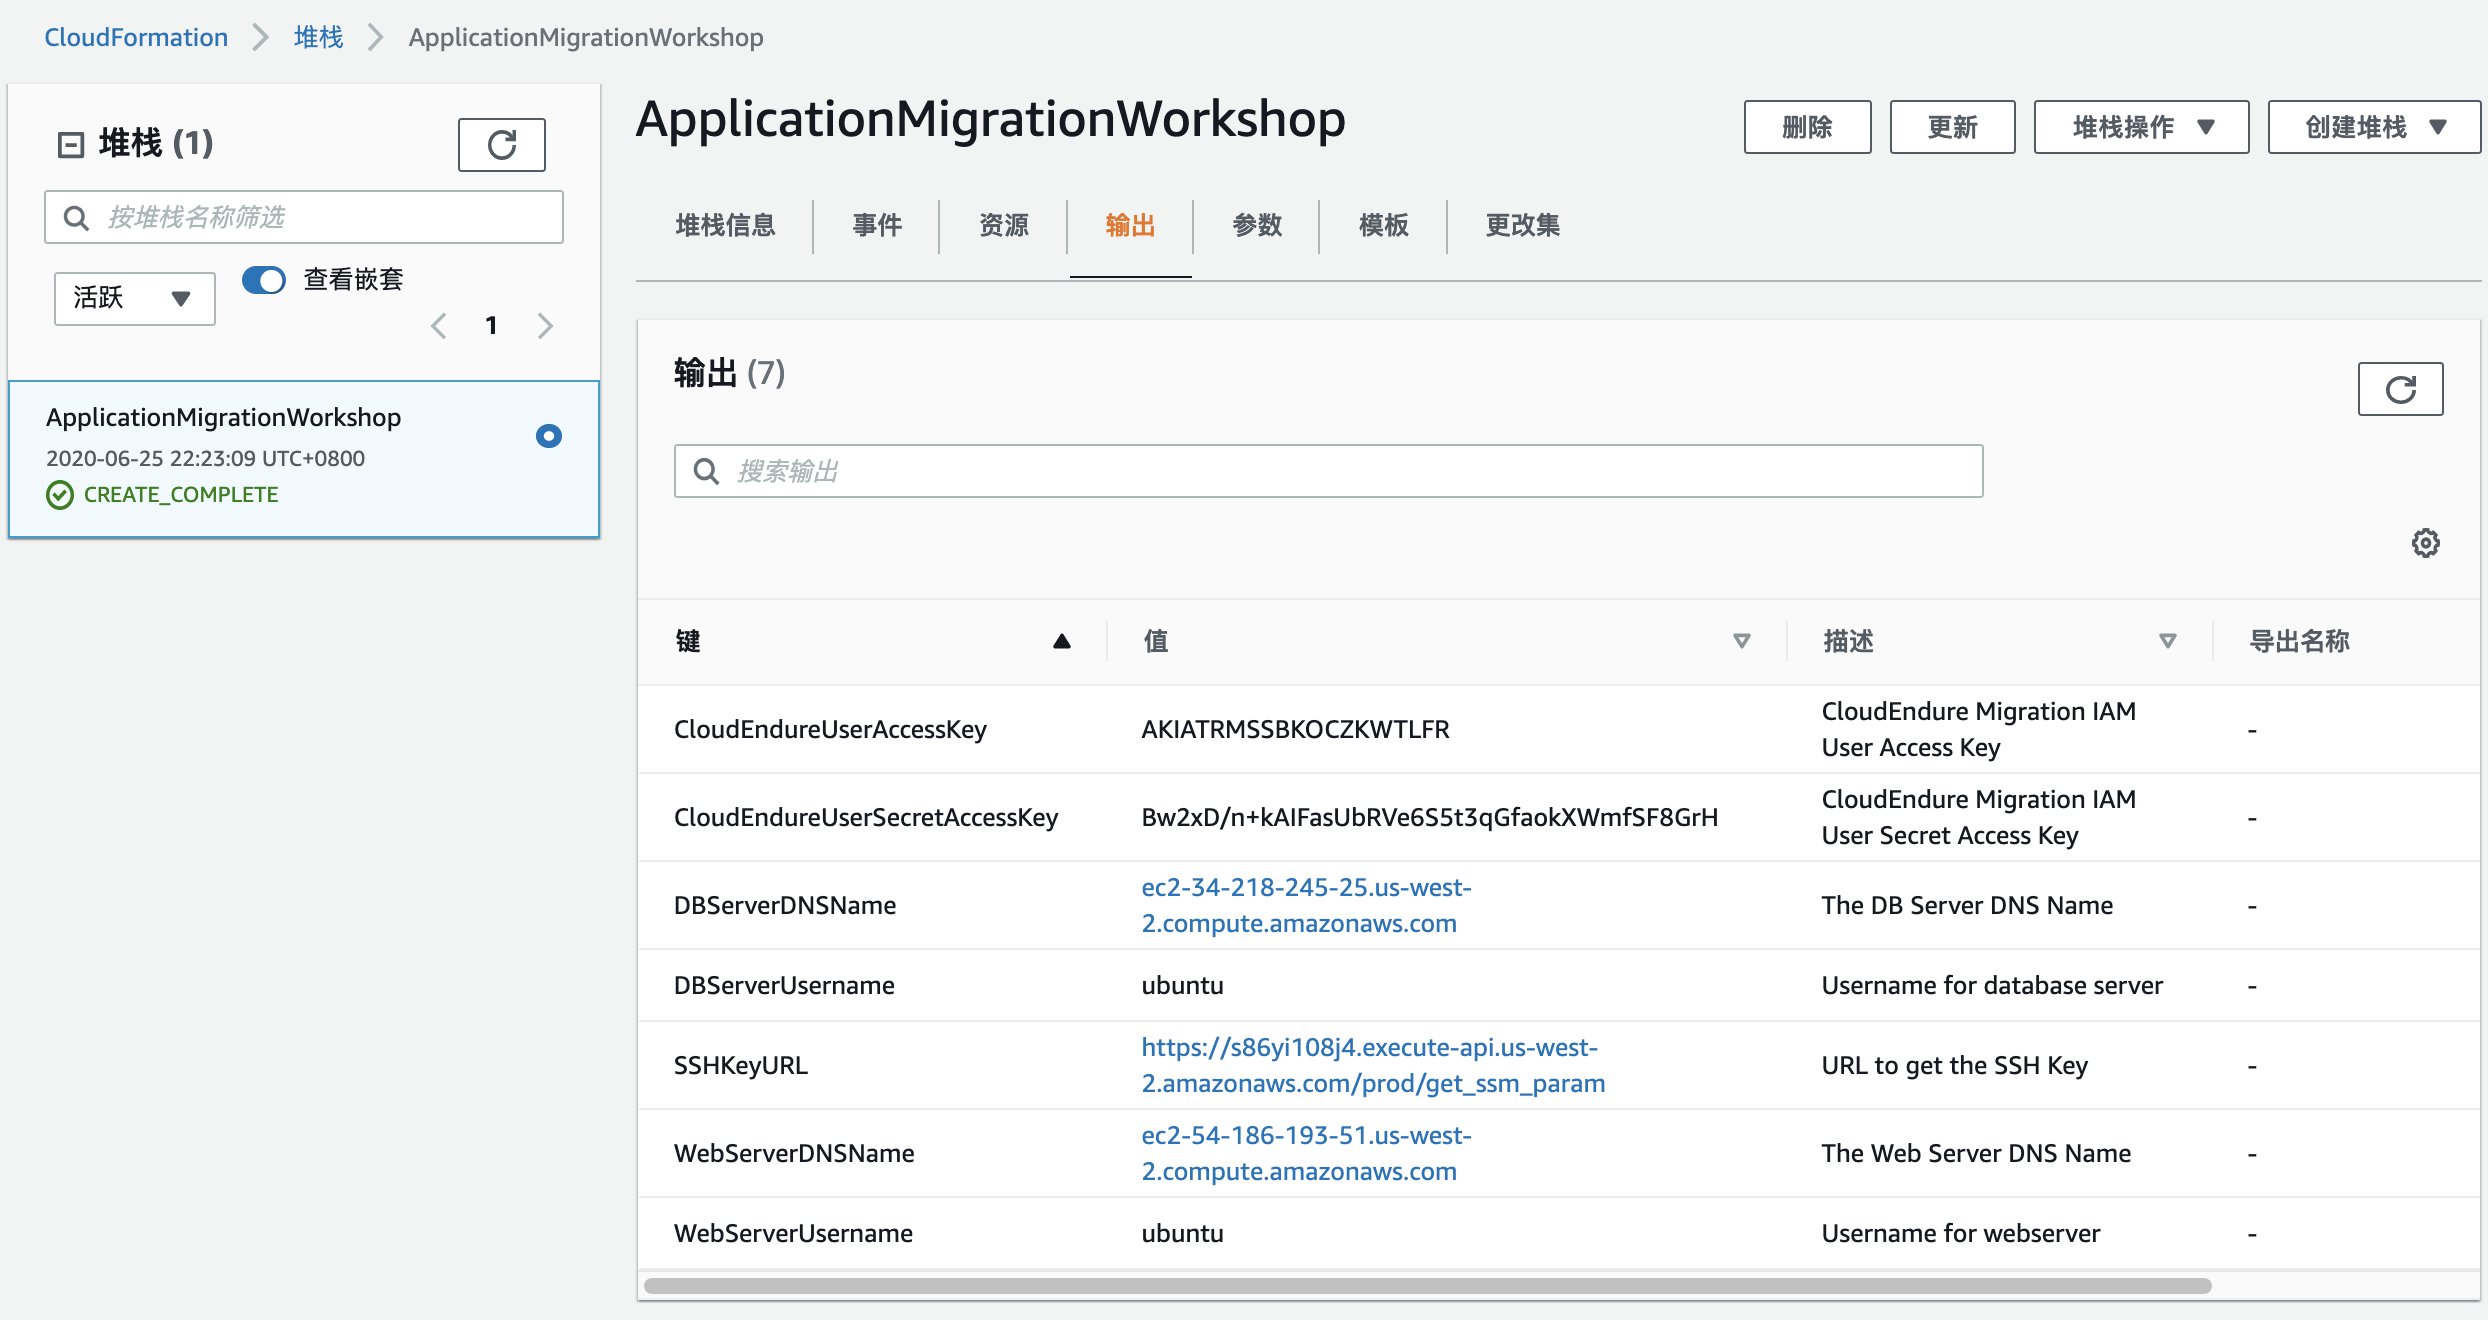 CloudFormation > 堆栈 > ApplicationMigrationWorkshop
堆栈 (1)
按堆栈名称筛选
活跃
查看嵌套
1
ApplicationMigrationWorkshop
2020-06-25 22:23:09 UTC+0800
CREATE_COMPLETE
ApplicationMigrationWorkshop
删除
更新
堆栈操作
创建堆栈
堆栈信息
事件
资源
输出
参数
模板
更改集
输出 (7)
搜索输出
键
值
描述
导出名称
CloudEndureUserAccessKey
AKIATRMSSBKOCZKWTLFR
CloudEndure Migration IAM
User Access Key
-
CloudEndureUserSecretAccessKey
Bw2xD/n+kAIFasUbRVe6S5t3qGfaokXWmfSF8GrH
CloudEndure Migration IAM
User Secret Access Key
-
DBServerDNSName
ec2-34-218-245-25.us-west-
2.compute.amazonaws.com
The DB Server DNS Name
-
DBServerUsername
ubuntu
Username for database server
-
SSHKeyURL
https://s86yi108j4.execute-api.us-west-
2.amazonaws.com/prod/get_ssm_param
URL to get the SSH Key
-
WebServerDNSName
ec2-54-186-193-51.us-west-
2.compute.amazonaws.com
The Web Server DNS Name
-
WebServerUsername
ubuntu
Username for webserver
-